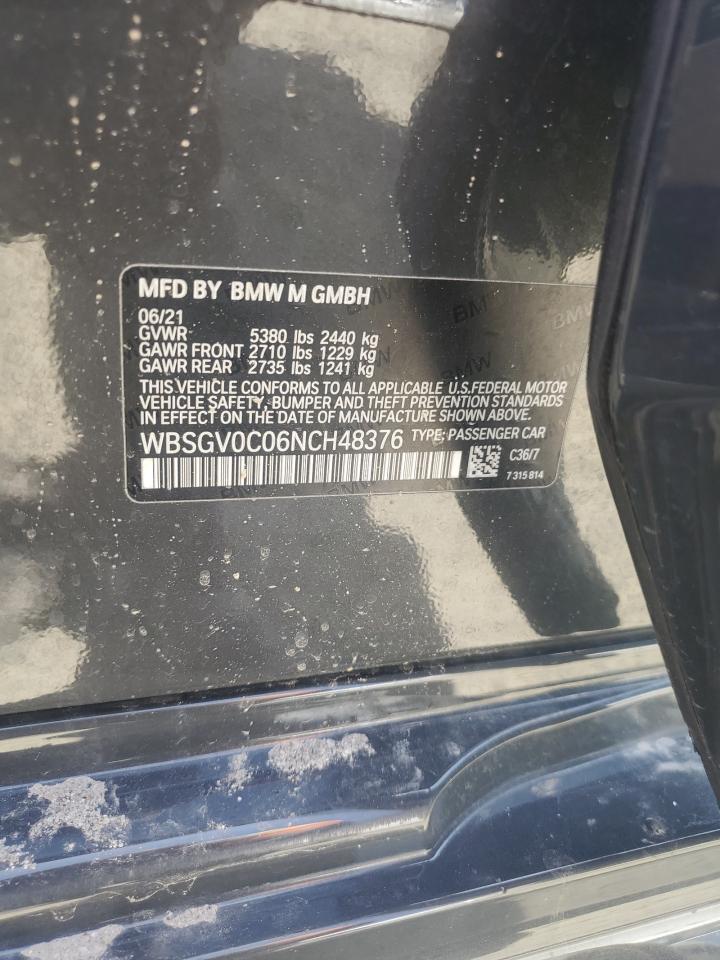 MFD BY BMW M GMBH
06/21
GVWR 5380 lbs 2440 kg
GAWR FRONT 2710 lbs 1229 kg
GAWR REAR 2735 lbs 1241 kg
THIS VEHICLE CONFORMS TO ALL APPLICABLE U.S.FEDERAL MOTOR
VEHICLE SAFETY, BUMPER AND THEFT PREVENTION STANDARDS
IN EFFECT ON THE DATE OF MANUFACTURE SHOWN ABOVE.
WBSGV0C06NCH48376 TYPE: PASSENGER CAR
C36/7
7 315 814